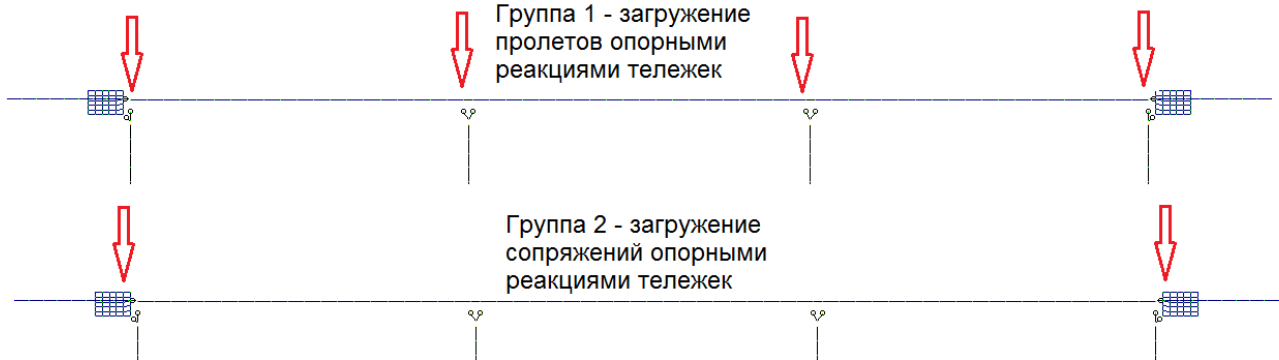 Группа 1 - загружение
пролетов опорными
реакциями тележек
Группа 2 - загружение
сопряжений опорными
реакциями тележек